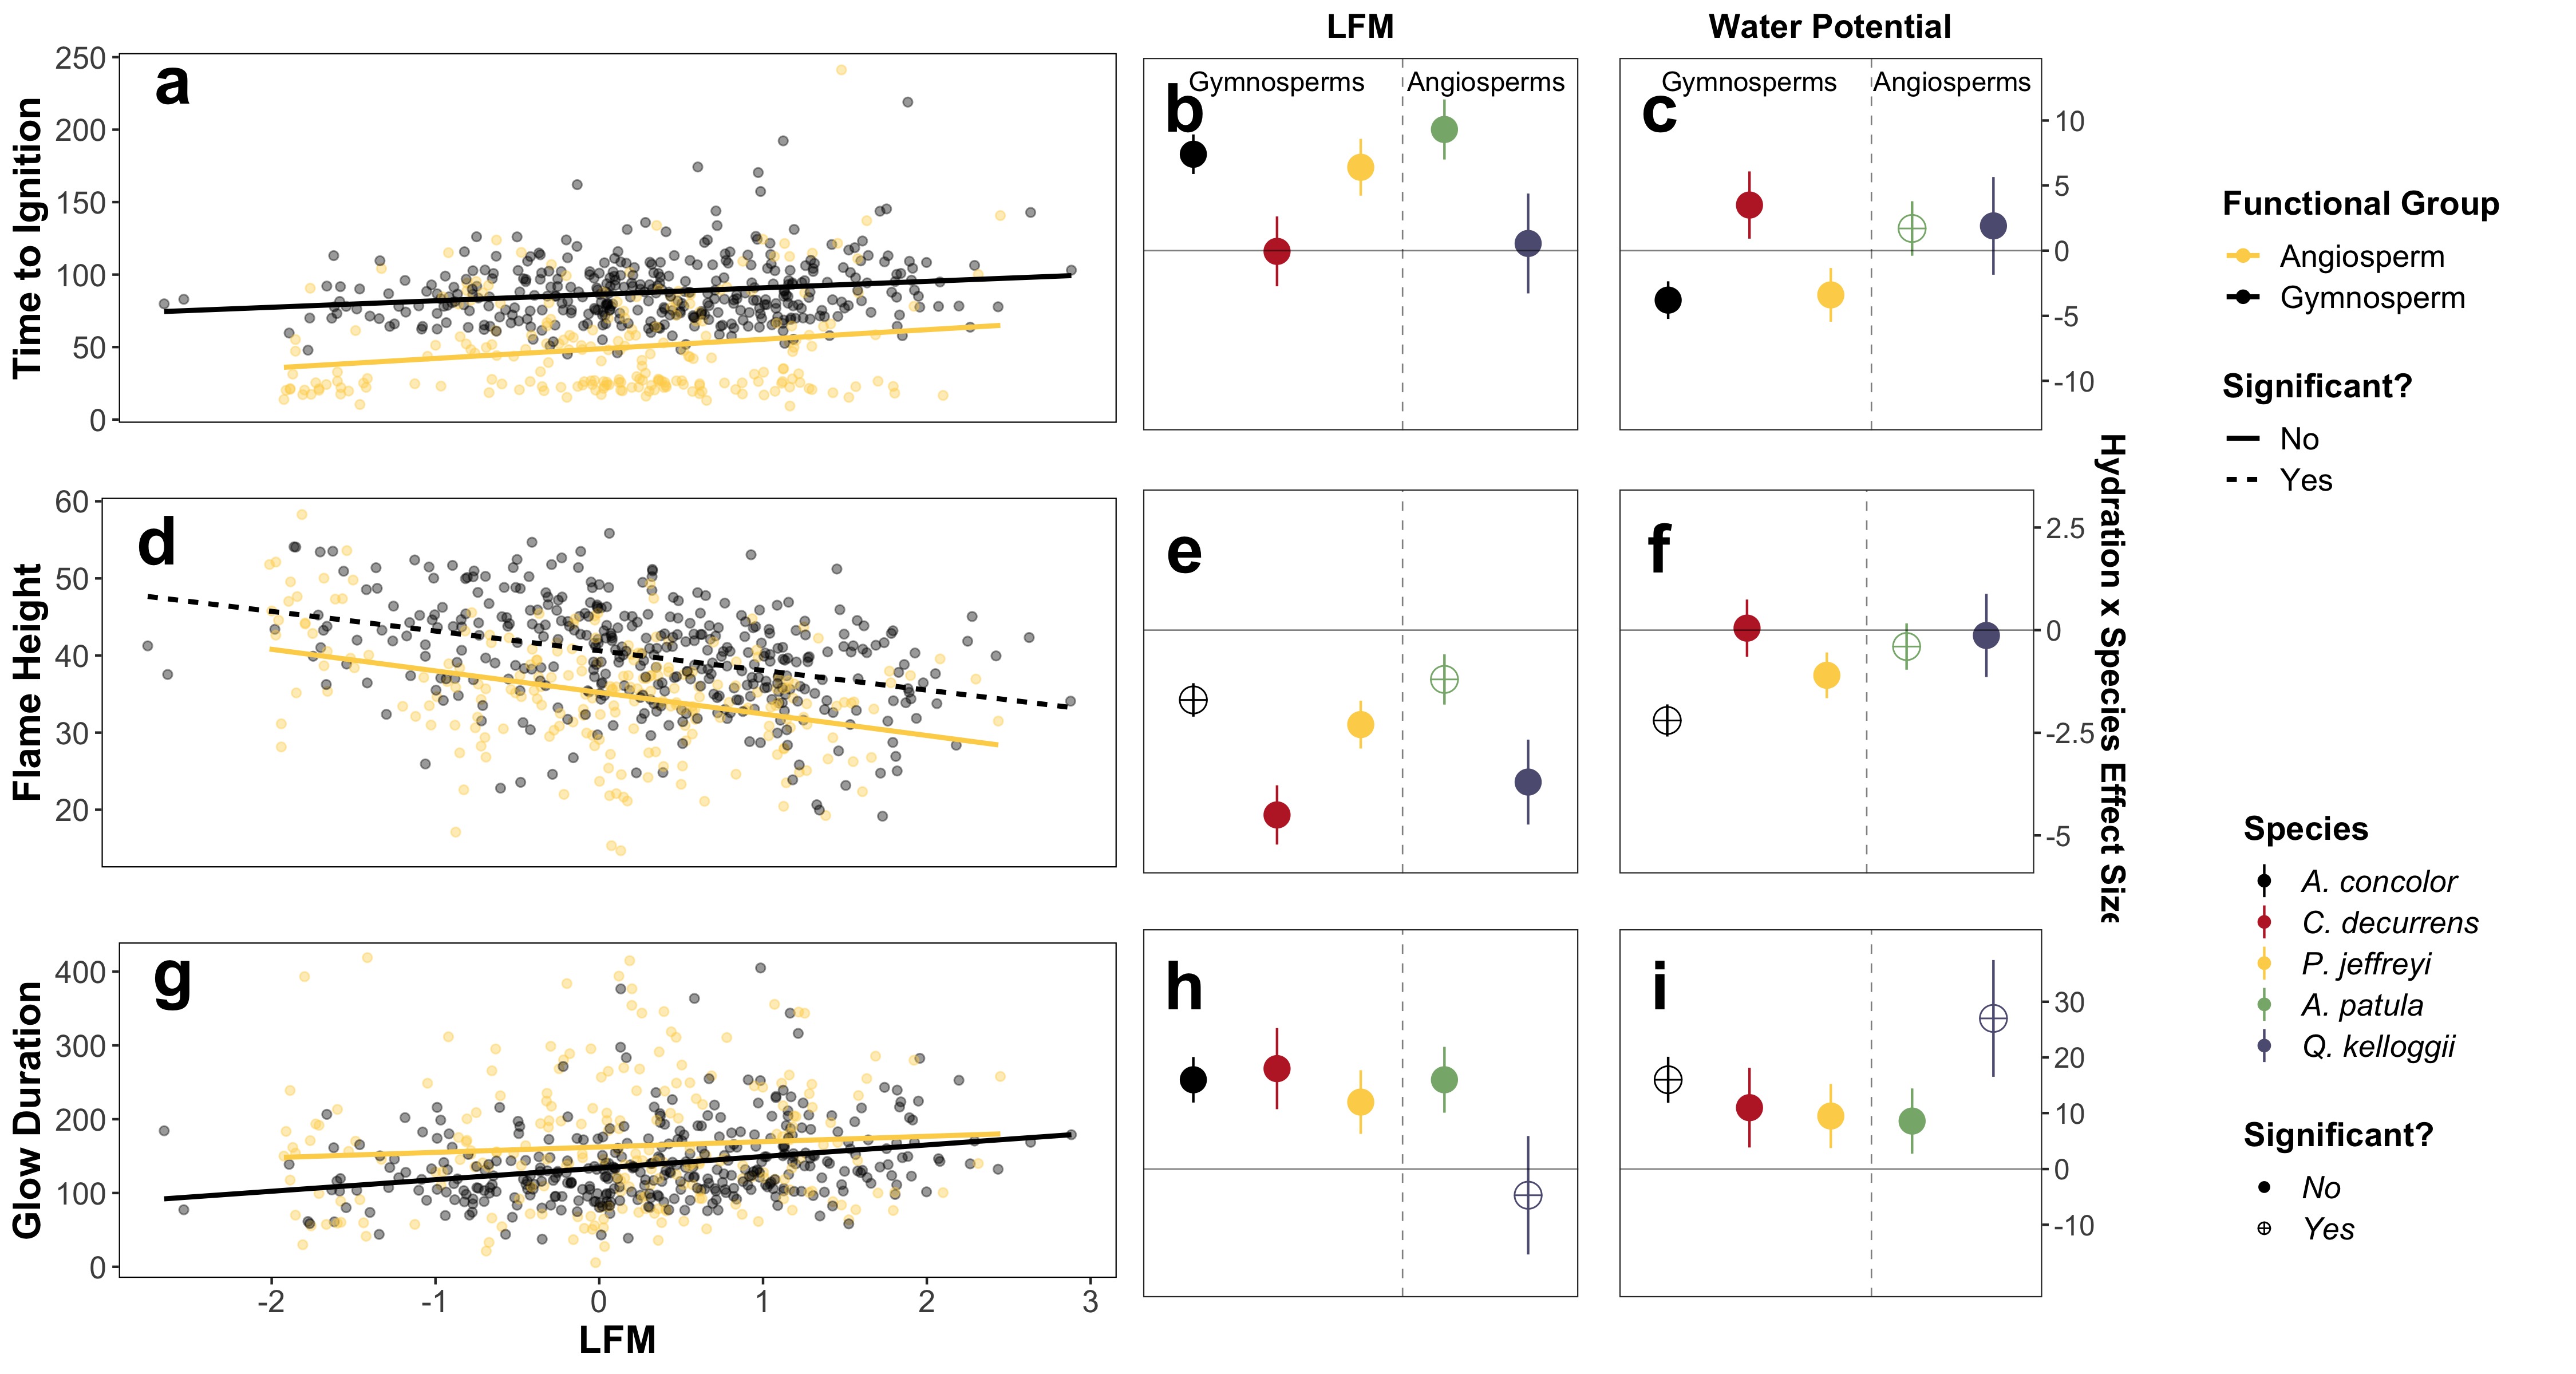 LFM
Water Potential
a
250
200
150
100
50
0
Time to Ignition
b
Gymnosperms
Angiosperms
c
Gymnosperms
Angiosperms
10
5
0
-5
-10
d
60
50
40
30
20
Flame Height
e
f
2.5
0
-2.5
-5
Hydration x Species Effect Size
g
400
300
200
100
0
Glow Duration
-2
-1
0
1
2
3
LFM
h
i
30
20
10
0
-10
Functional Group
Angiosperm
Gymnosperm
Significant?
No
Yes
Species
A. concolor
C. decurrens
P. jeffreyi
A. patula
Q. kelloggii
Significant?
No
Yes